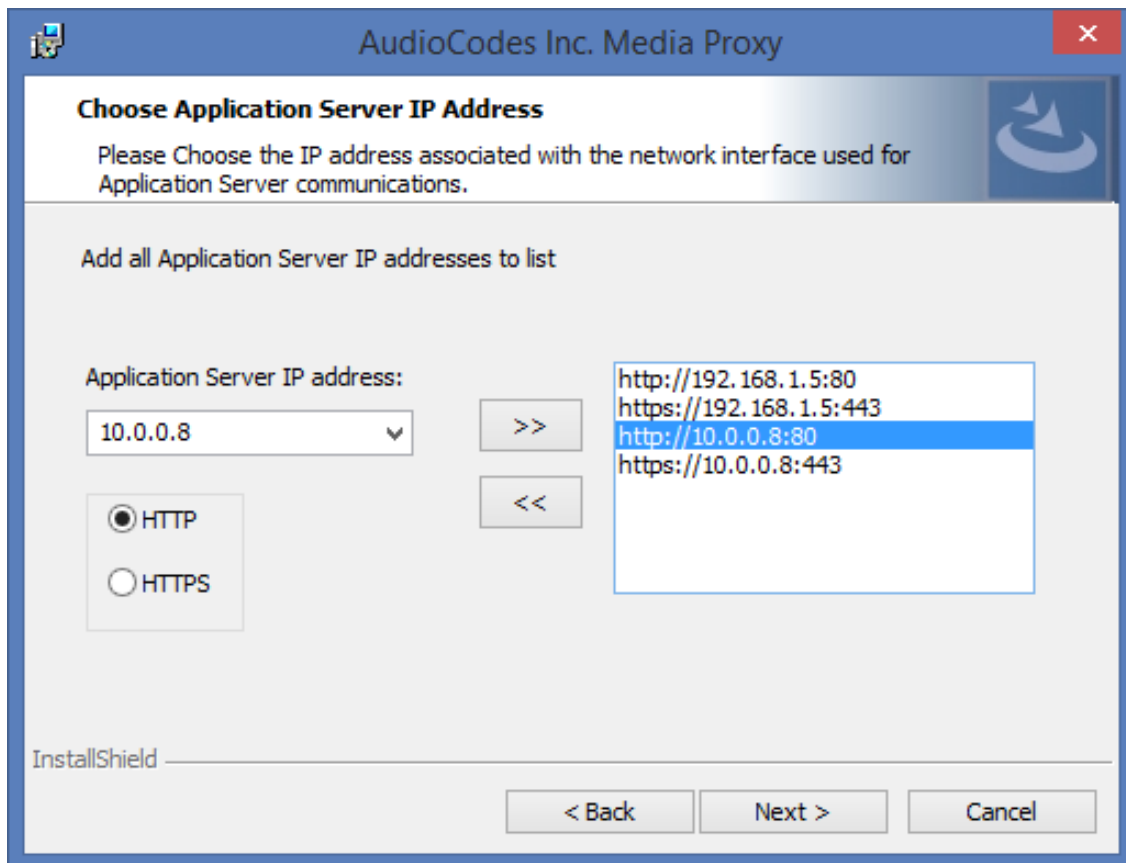 AudioCodes Inc. Media Proxy
Choose Application Server IP Address
Please Choose the IP address associated with the network interface used for
Application Server communications.
Add all Application Server IP addresses to list
Application Server IP address:
10.0.0.8
HTTP
HTTPS
>>
<<
http://192.168.1.5:80
https://192.168.1.5:443
http://10.0.0.8:80
https://10.0.0.8:443
InstallShield
< Back
Next >
Cancel